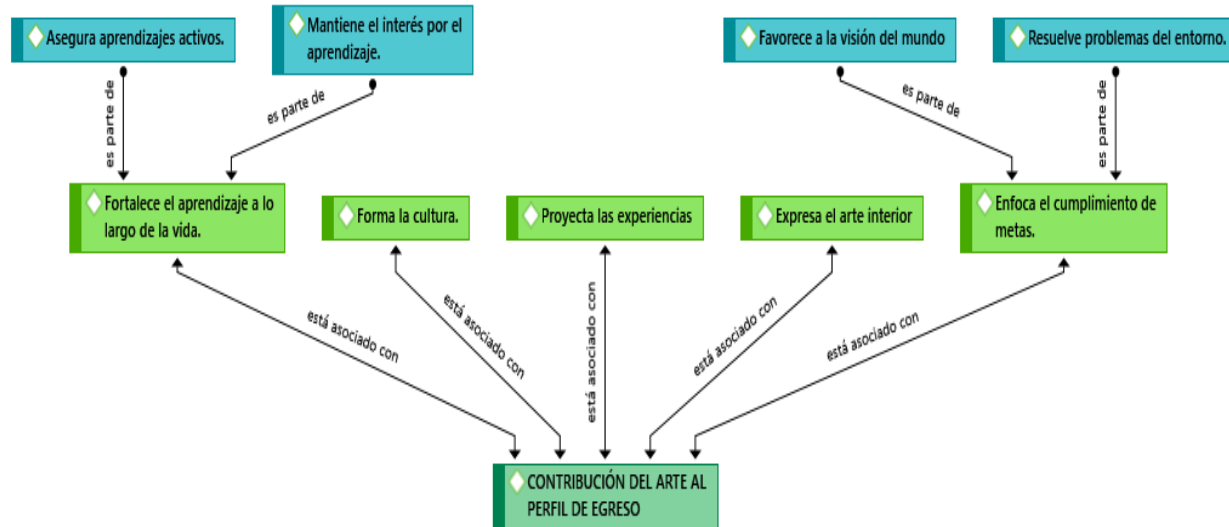 Asegura aprendizajes activos.
Mantiene el interés por el
aprendizaje.
Favorece a la visión del mundo
Resuelve problemas del entorno.
es parte de
es parte de
es parte de
es parte de
Fortalece el aprendizaje a lo
largo de la vida.
Forma la cultura.
Proyecta las experiencias
Expresa el arte interior
Enfoca el cumplimiento de
metas.
está asociado con
está asociado con
está asociado con
está asociado con
está asociado con
CONTRIBUCIÓN DEL ARTE AL
PERFIL DE EGRESO